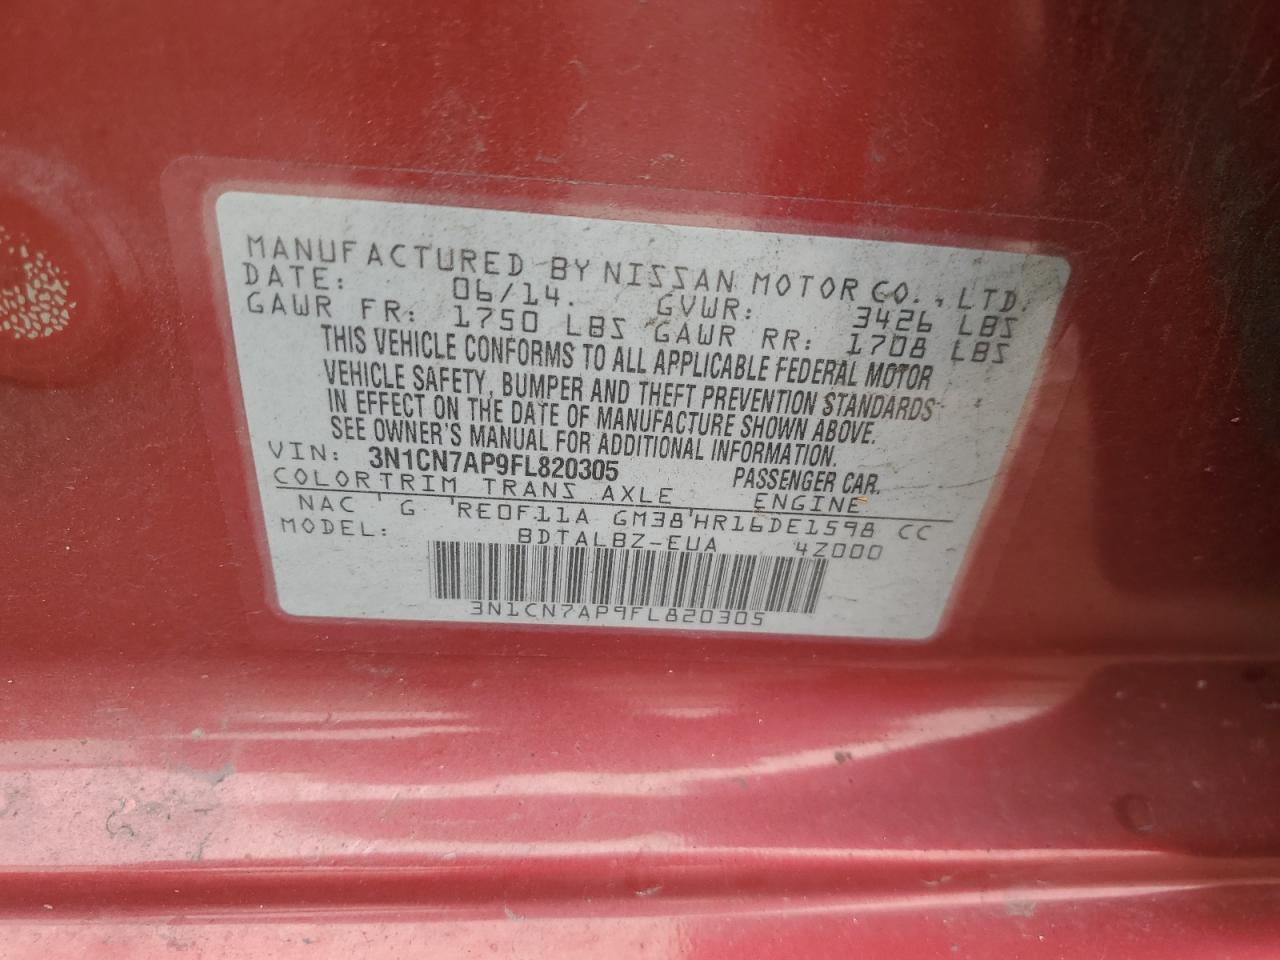 MANUFACTURED BY NISSAN MOTOR CO., LTD.
DATE: 06/14. GVWR: 3426 LBS
GAWR FR: 1750 LBS GAWR RR: 1708 LBS
THIS VEHICLE CONFORMS TO ALL APPLICABLE FEDERAL MOTOR
VEHICLE SAFETY, BUMPER AND THEFT PREVENTION STANDARDS
IN EFFECT ON THE DATE OF MANUFACTURE SHOWN ABOVE.
SEE OWNER'S MANUAL FOR ADDITIONAL INFORMATION.
VIN: 3N1CN7AP9FL820305 PASSENGER CAR.
COLOR TRIM TRANS AXLE ENGINE
NAC G RE0F11A GM38 HR16DE1598 CC
MODEL: BDTALBZ-EUA 4Z000
3N1CN7AP9FL820305